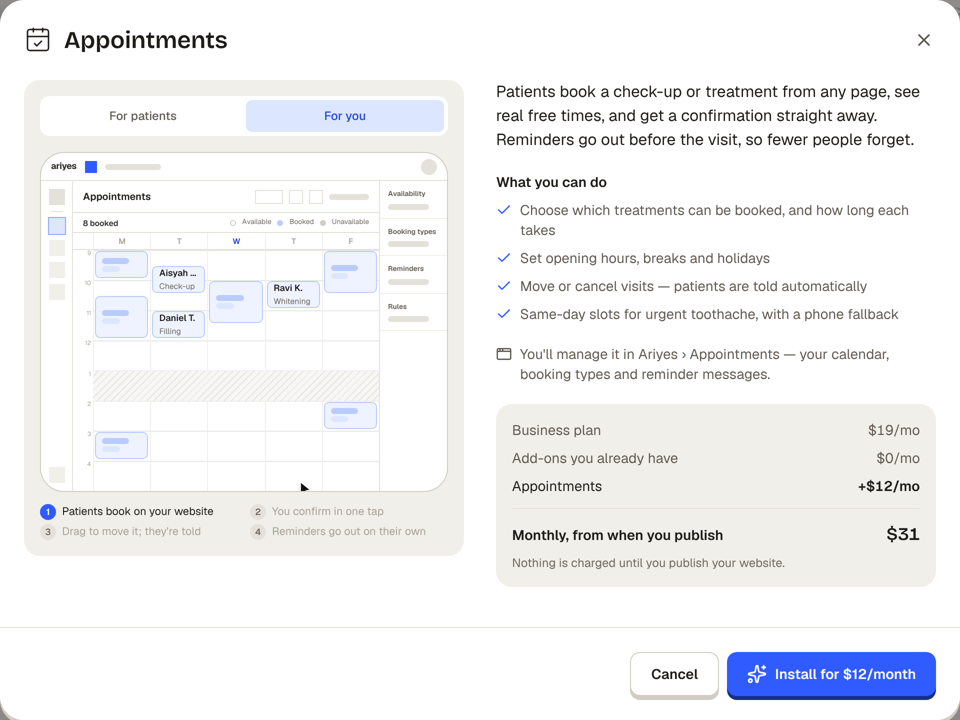 Appointments
For patients
For you
ariyes
Appointments
8 booked
Available
Booked
Unavailable
M
T
W
T
F
9
10
11
12
1
2
3
4
Aisyah ...
Check-up
Daniel T.
Filling
Ravi K.
Whitening
Availability
Booking types
Reminders
Rules
1 Patients book on your website
2 You confirm in one tap
3 Drag to move it; they're told
4 Reminders go out on their own
Patients book a check-up or treatment from any page, see
real free times, and get a confirmation straight away.
Reminders go out before the visit, so fewer people forget.
What you can do
Choose which treatments can be booked, and how long each
takes
Set opening hours, breaks and holidays
Move or cancel visits — patients are told automatically
Same-day slots for urgent toothache, with a phone fallback
You'll manage it in Ariyes › Appointments — your calendar,
booking types and reminder messages.
Business plan $19/mo
Add-ons you already have $0/mo
Appointments +$12/mo
Monthly, from when you publish $31
Nothing is charged until you publish your website.
Cancel
Install for $12/month